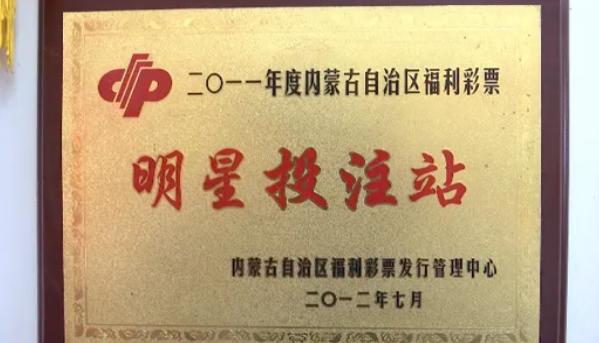 二〇一一年度内蒙古自治区福利彩票
明星投注站
内蒙古自治区福利彩票发行管理中心
二〇一二年七月